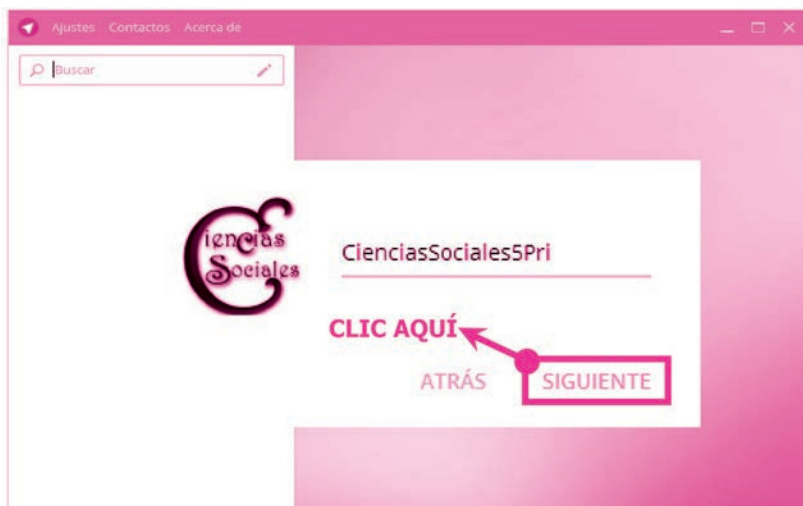 Ajustes Contactos Acerca de
Buscar
Ciencias
Sociales
CienciasSociales5Pri
CLIC AQUÍ
ATRÁS SIGUIENTE